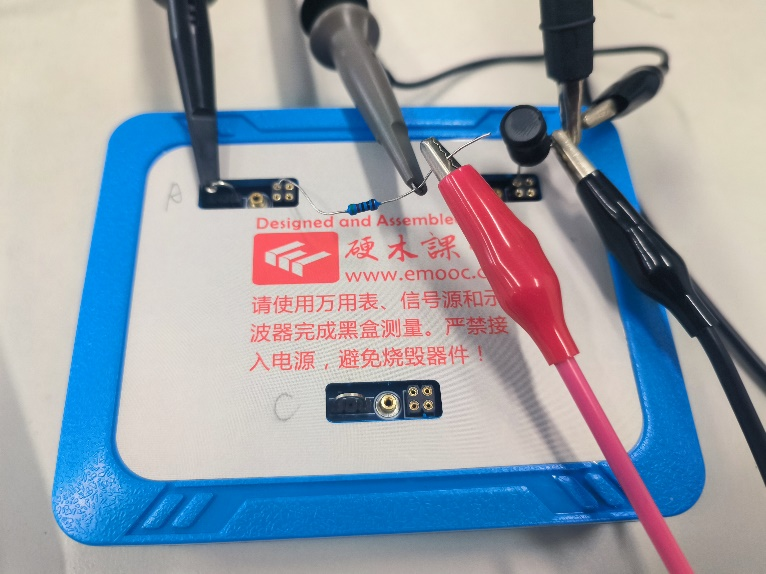 A
Designed and Assemble
硬木課
www.emooc.c
请使用万用表、信号源和示
波器完成黑盒测量。严禁接
入电源，避免烧毁器件！
C